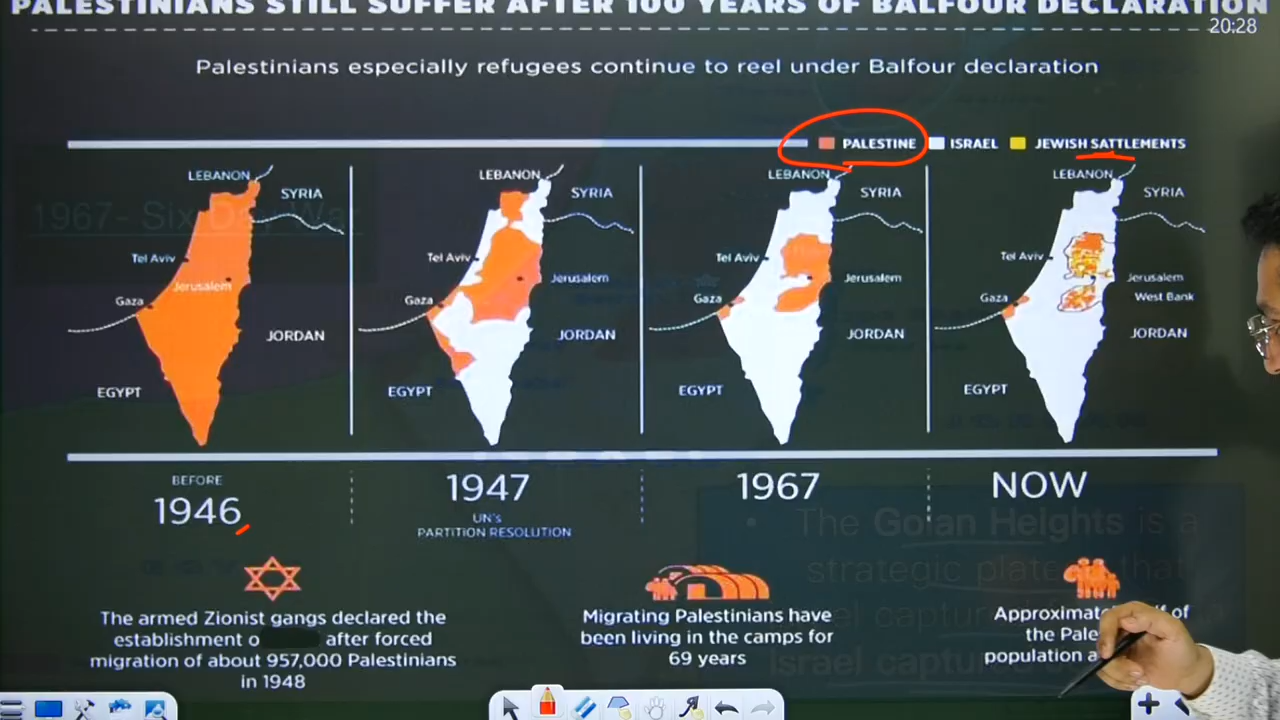 PALESTINIANS STILL SUFFER AFTER 100 YEARS OF BALFOUR DECLARATION
20:28
Palestinians especially refugees continue to reel under Balfour declaration
PALESTINE ISRAEL JEWISH SATTLEMENTS
LEBANON
SYRIA
Tel Aviv
Jerusalem
Gaza
JORDAN
EGYPT
LEBANON
SYRIA
Tel Aviv
Jerusalem
Gaza
JORDAN
EGYPT
LEBANON
SYRIA
Tel Aviv
Jerusalem
Gaza
JORDAN
EGYPT
LEBANON
SYRIA
Tel Aviv
Jerusalem
West Bank
Gaza
JORDAN
EGYPT
1967- Six Day War
BEFORE
1946
1947
UN's
PARTITION RESOLUTION
1967
NOW
The armed Zionist gangs declared the
establishment after forced
migration of about 957,000 Palestinians
in 1948
Migrating Palestinians have
been living in the camps for
69 years
of
the
population
The Golan Heights is a
strategic that
Israel